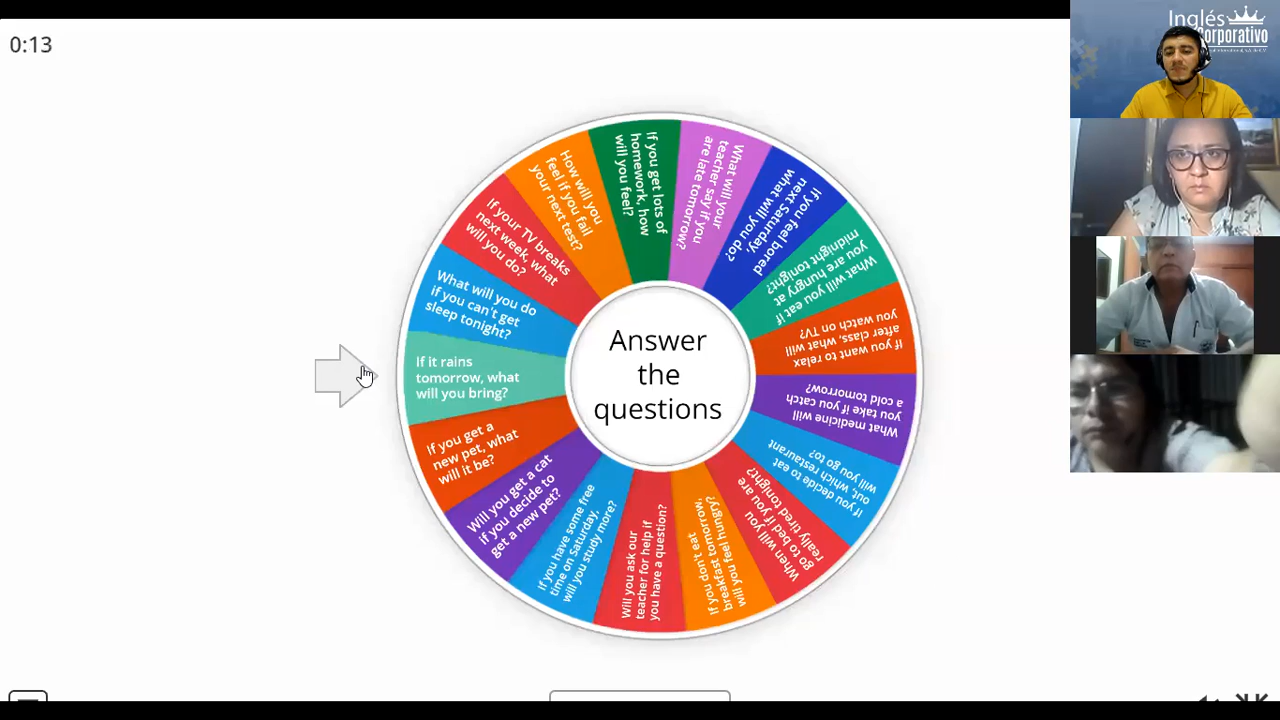 0:13
Inglés
Corporativo
Answer
the
questions
If you get lots of
homework, how
will you feel?
What will your
teacher say if you
are late tomorrow?
If you feel bored
next Saturday,
what will you do?
What will you eat if
you are hungry at
midnight tonight?
If you want to relax
after class, what will
you watch on TV?
What medicine will
you take if you catch
a cold tomorrow?
If you decide to eat
out, which restaurant
will you go to?
When will you
go to bed if you are
really tired tonight?
If you don't eat
breakfast tomorrow,
will you feel hungry?
Will you ask our
teacher for help if
you have a question?
If you have some free
time on Saturday,
will you study more?
Will you get a cat
if you decide to
get a new pet?
If you get a
new pet, what
will it be?
If it rains
tomorrow, what
will you bring?
What will you do
if you can't get
sleep tonight?
If your TV breaks
next week, what
will you do?
How will you
feel if you fail
your next test?